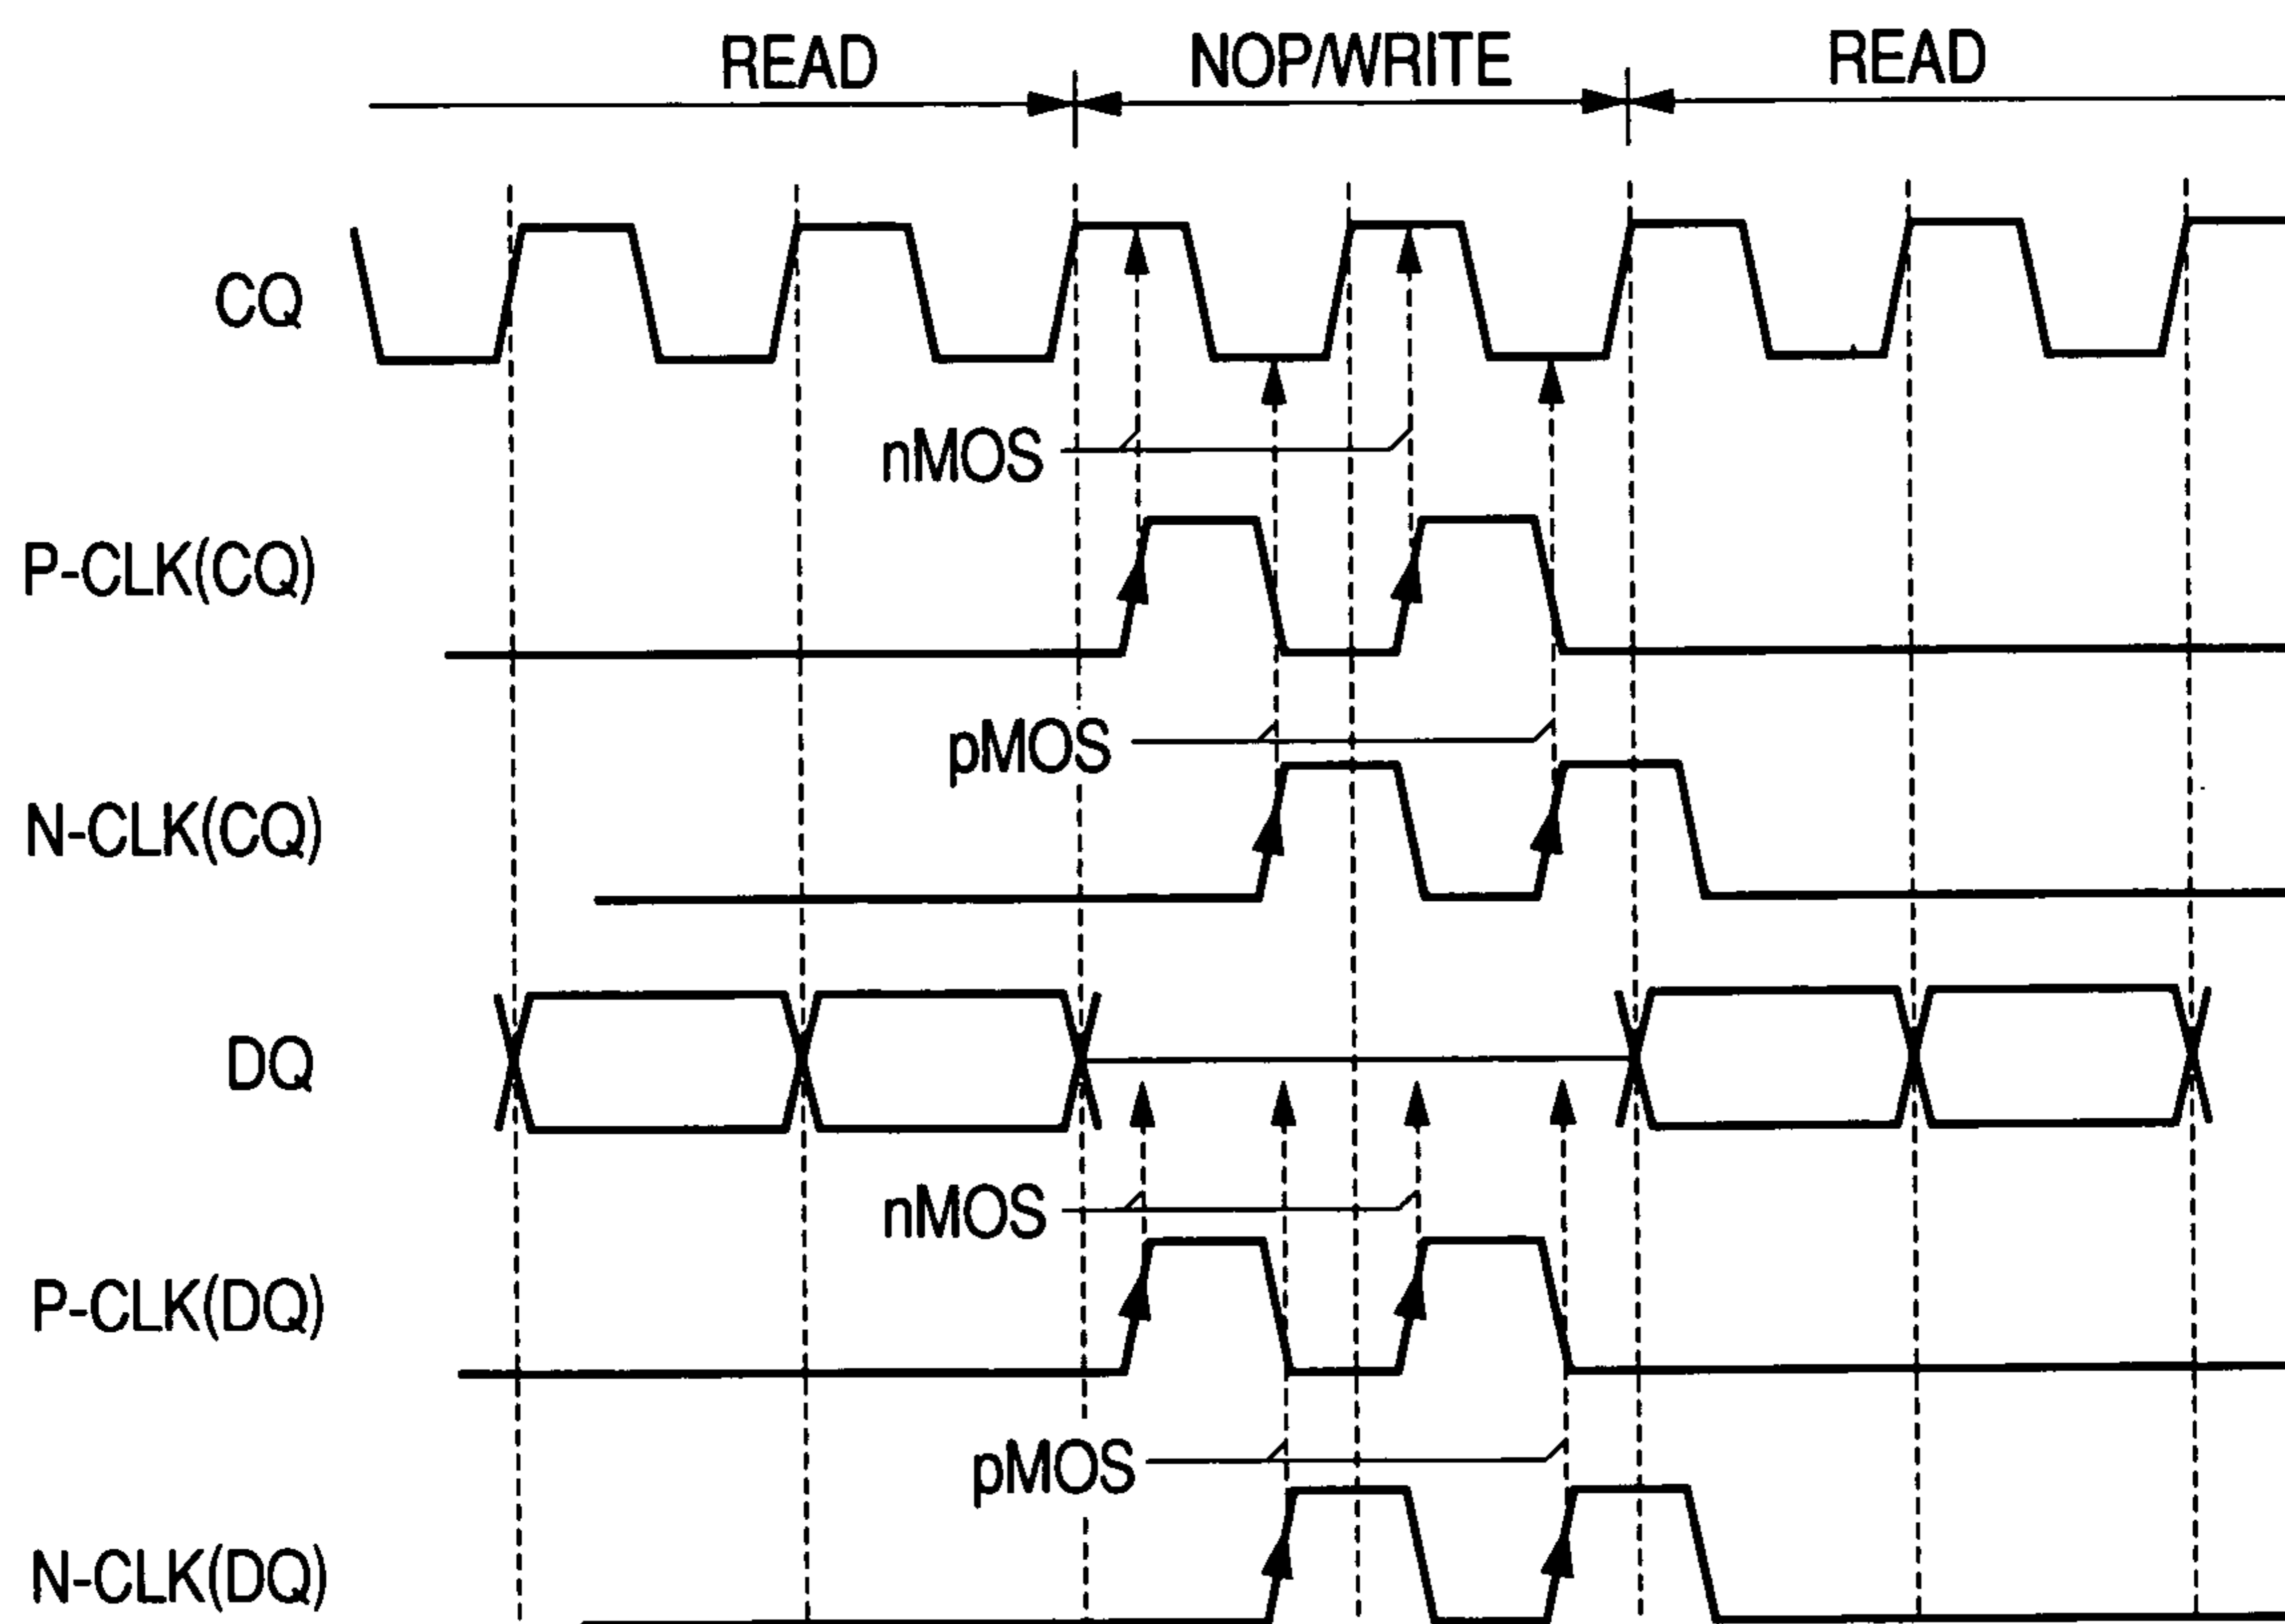 READ NOP/WRITE READ
CQ
nMOS
P-CLK(CQ)
pMOS
N-CLK(CQ)
DQ
nMOS
P-CLK(DQ)
pMOS
N-CLK(DQ)